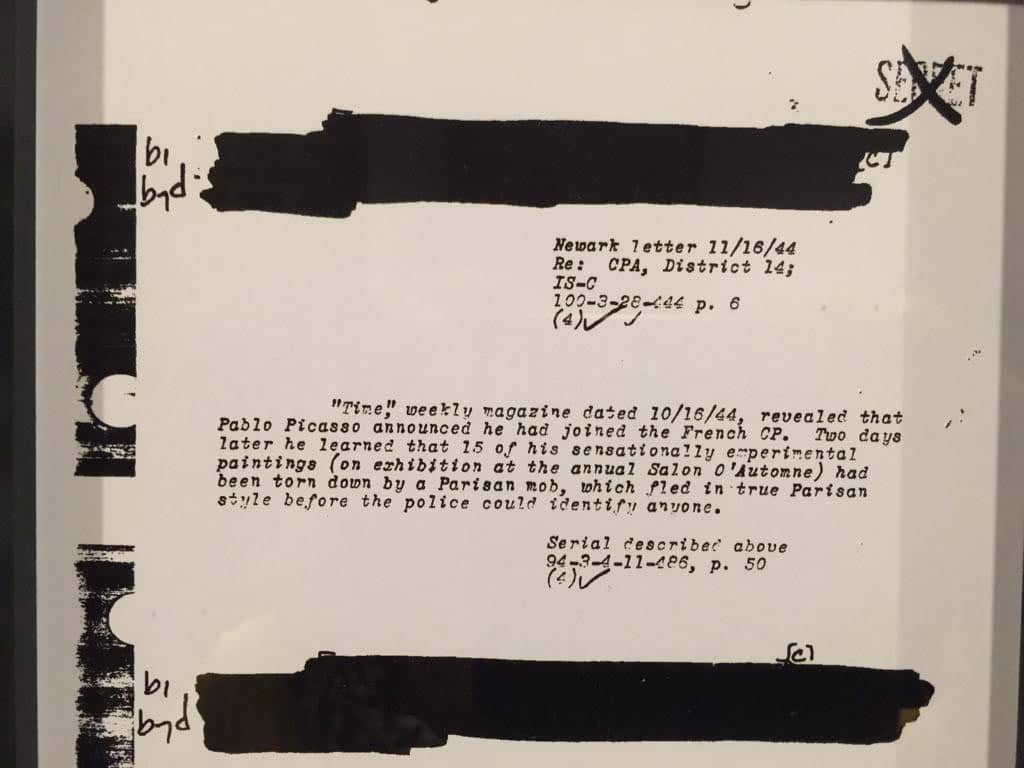 SECRET
b1
b7d
[C]
Newark letter 11/16/44
Re: CPA, District 14;
IS-C
100-3-28-444 p. 6
(4)
"Time," weekly magazine dated 10/16/44, revealed that
Pablo Picasso announced he had joined the French CP. Two days
later he learned that 15 of his sensationally experimental
paintings (on exhibition at the annual Salon O'Automne) had
been torn down by a Parisan mob, which fled in true Parisan
style before the police could identify anyone.
Serial described above
94-3-4-11-486, p. 50
(4)
[C]
b1
b7d